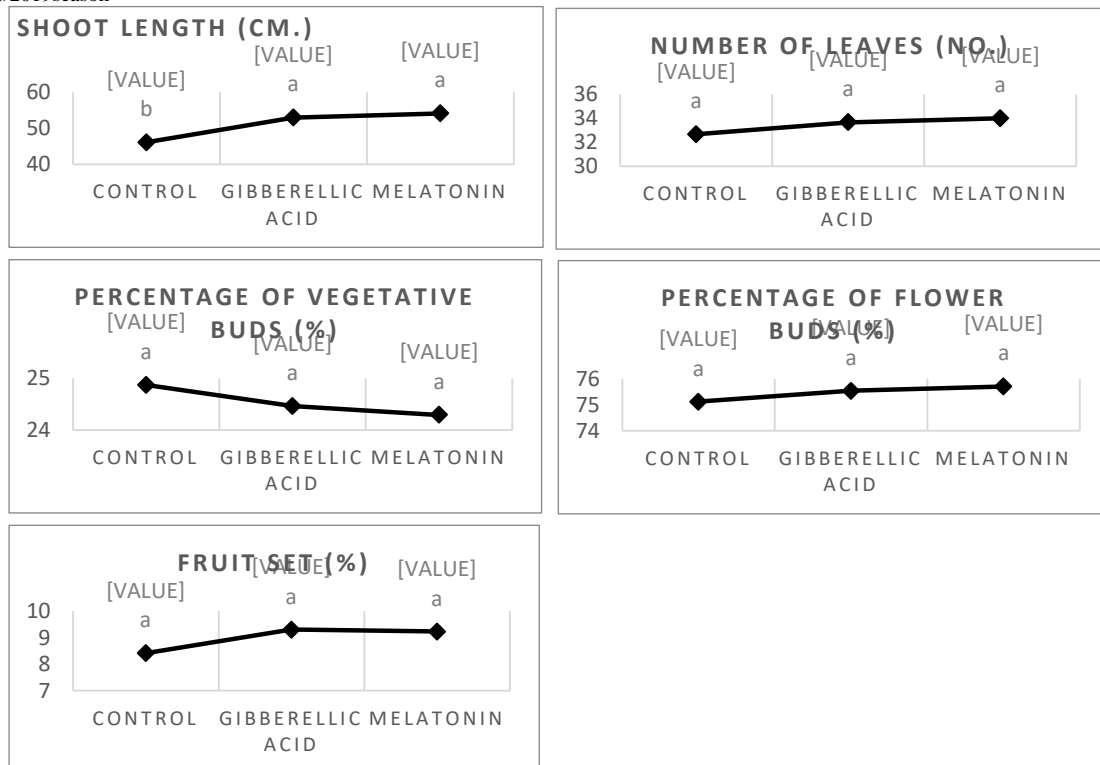 2019season
SHOOT LENGTH (CM.)
[VALUE]
b
[VALUE]
a
[VALUE]
a
60
50
40
CONTROL
GIBBERELLIC
ACID
MELATONIN
NUMBER OF LEAVES (NO.)
[VALUE]
a
[VALUE]
a
[VALUE]
a
36
34
32
30
CONTROL
GIBBERELLIC
ACID
MELATONIN
PERCENTAGE OF VEGETATIVE
BUDS (%)
[VALUE]
a
[VALUE]
a
[VALUE]
a
25
24
CONTROL
GIBBERELLIC
ACID
MELATONIN
PERCENTAGE OF FLOWER
BUDS (%)
[VALUE]
a
[VALUE]
a
[VALUE]
a
76
75
74
CONTROL
GIBBERELLIC
ACID
MELATONIN
FRUIT SET (%)
[VALUE]
a
[VALUE]
a
[VALUE]
a
10
9
8
7
CONTROL
GIBBERELLIC
ACID
MELATONIN